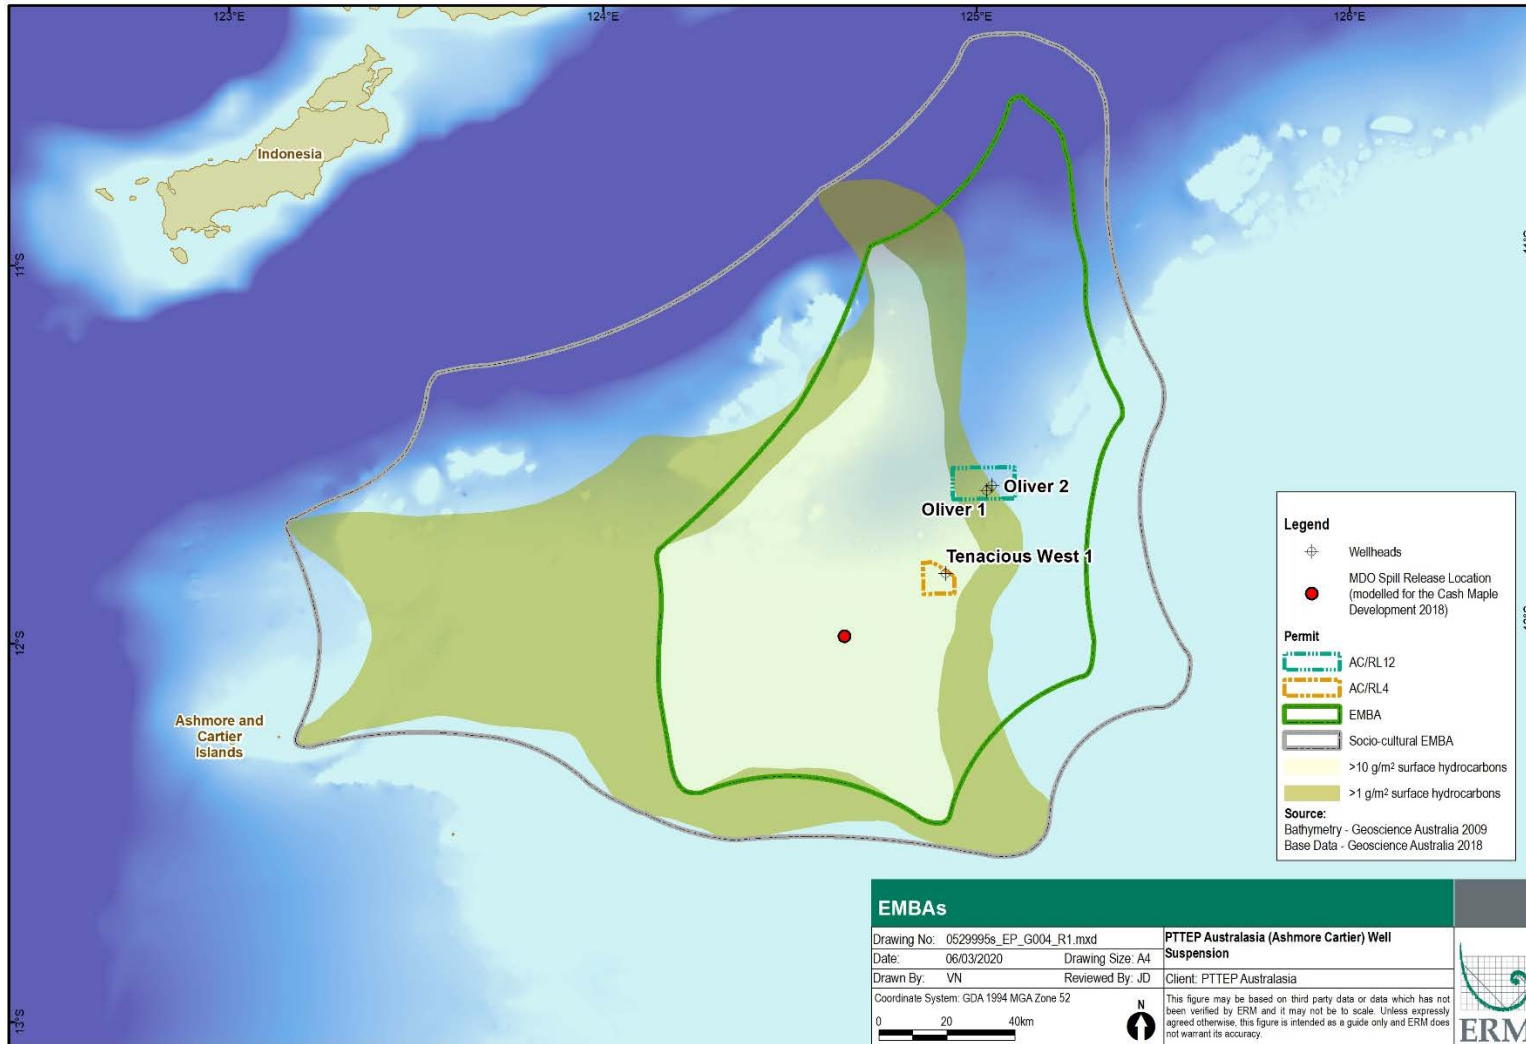 123°E
124°E
125°E
126°E
Indonesia
11°S
11°S
Oliver 2
Oliver 1
Tenacious West 1
12°S
Ashmore and
Cartier
Islands
13°S
Legend
Wellheads
MDO Spill Release Location
(modelled for the Cash Maple
Development 2018)
Permit
AC/RL12
AC/RL4
EMBA
Socio-cultural EMBA
>10 g/m² surface hydrocarbons
>1 g/m² surface hydrocarbons
Source:
Bathymetry - Geoscience Australia 2009
Base Data - Geoscience Australia 2018
EMBAs
Drawing No: 0529995s_EP_G004_R1.mxd
Date: 06/03/2020 Drawing Size: A4
Drawn By: VN Reviewed By: JD
Coordinate System: GDA 1994 MGA Zone 52
0 20 40km
N
PTTEP Australasia (Ashmore Cartier) Well
Suspension
Client: PTTEP Australasia
This figure may be based on third party data or data which has not
been verified by ERM and it may not be to scale. Unless expressly
agreed otherwise, this figure is intended as a guide only and ERM does
not warrant its accuracy.
ERM